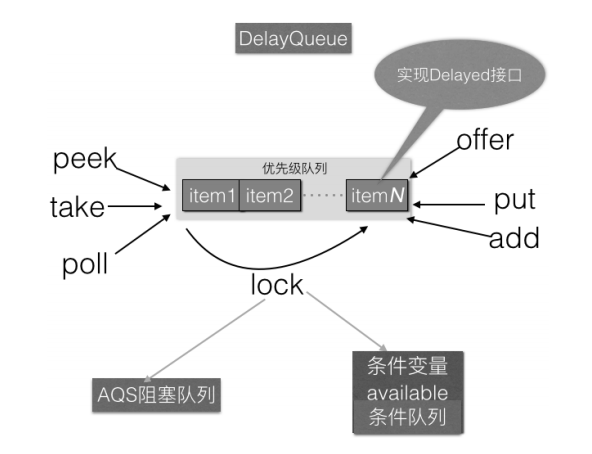 DelayQueue
实现Delayed接口
优先级队列
peek
take
poll
item1
item2
······
itemN
offer
put
add
lock
AQS阻塞队列
条件变量
available
条件队列